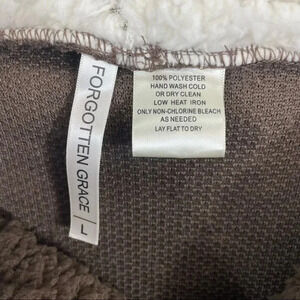 FORGOTTEN GRACE | L
100% POLYESTER
HAND WASH COLD
OR DRY CLEAN
LOW HEAT IRON
ONLY NON-CHLORINE BLEACH
AS NEEDED
LAY FLAT TO DRY